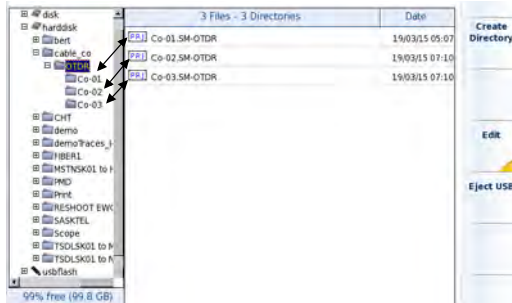 disk
harddisk
bert
cable_co
OTDR
Co-01
Co-02
Co-03
CHT
demo
demoTraces_
FIBER1
MSTNSK01 to
PMD
Print
RESHOOT EWC
SASKTEL
Scope
TSDLSK01 to M
TSDLSK01 to N
usbflash
99% free (99.8 GB)
3 Files - 3 Directories
Date
PRJ Co-01.SM-OTDR 19/03/15 05:07
PRJ Co-02.SM-OTDR 19/03/15 07:10
PRJ Co-03.SM-OTDR 19/03/15 07:10
Create
Directory
Edit
Eject USB